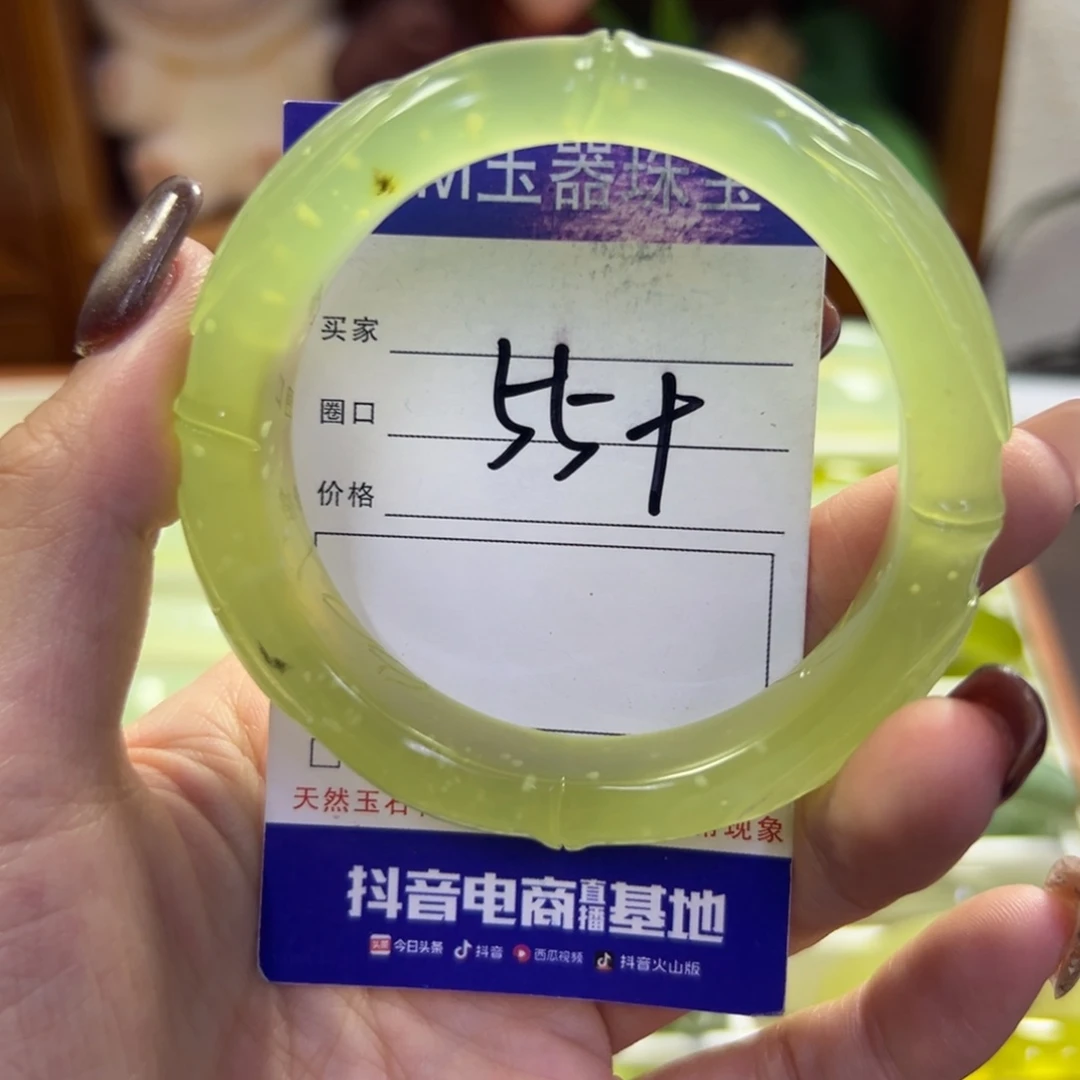 M玉器珠宝
买家
圈口 55+
价格
天然玉石
现象
抖音电商直播基地
今日头条 抖音 西瓜视频 抖音火山版